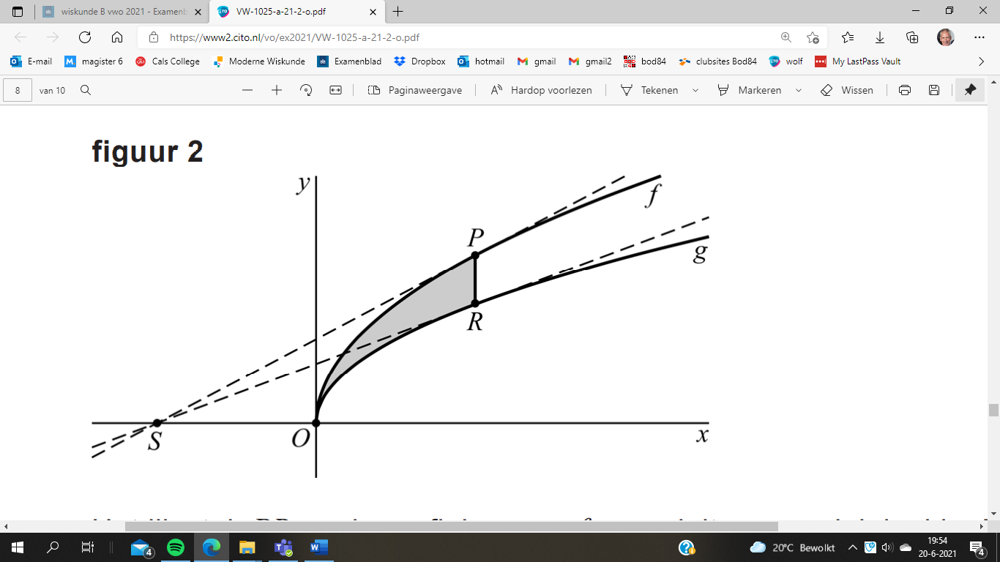 wiskunde B vwo 2021 - Examenb
VW-1025-a-21-2-o.pdf
https://www2.cito.nl/vo/ex2021/VW-1025-a-21-2-o.pdf
E-mail magister 6 Cals College Moderne Wiskunde Examenblad Dropbox hotmail gmail gmail2 bod84 clubsites Bod84 wolf My LastPass Vault
8 van 10 Paginaweergave Hardop voorlezen Tekenen Markeren Wissen
figuur 2
y
f
P
g
R
S
O
x
4 20°C Bewolkt 19:54
20-6-2021 4